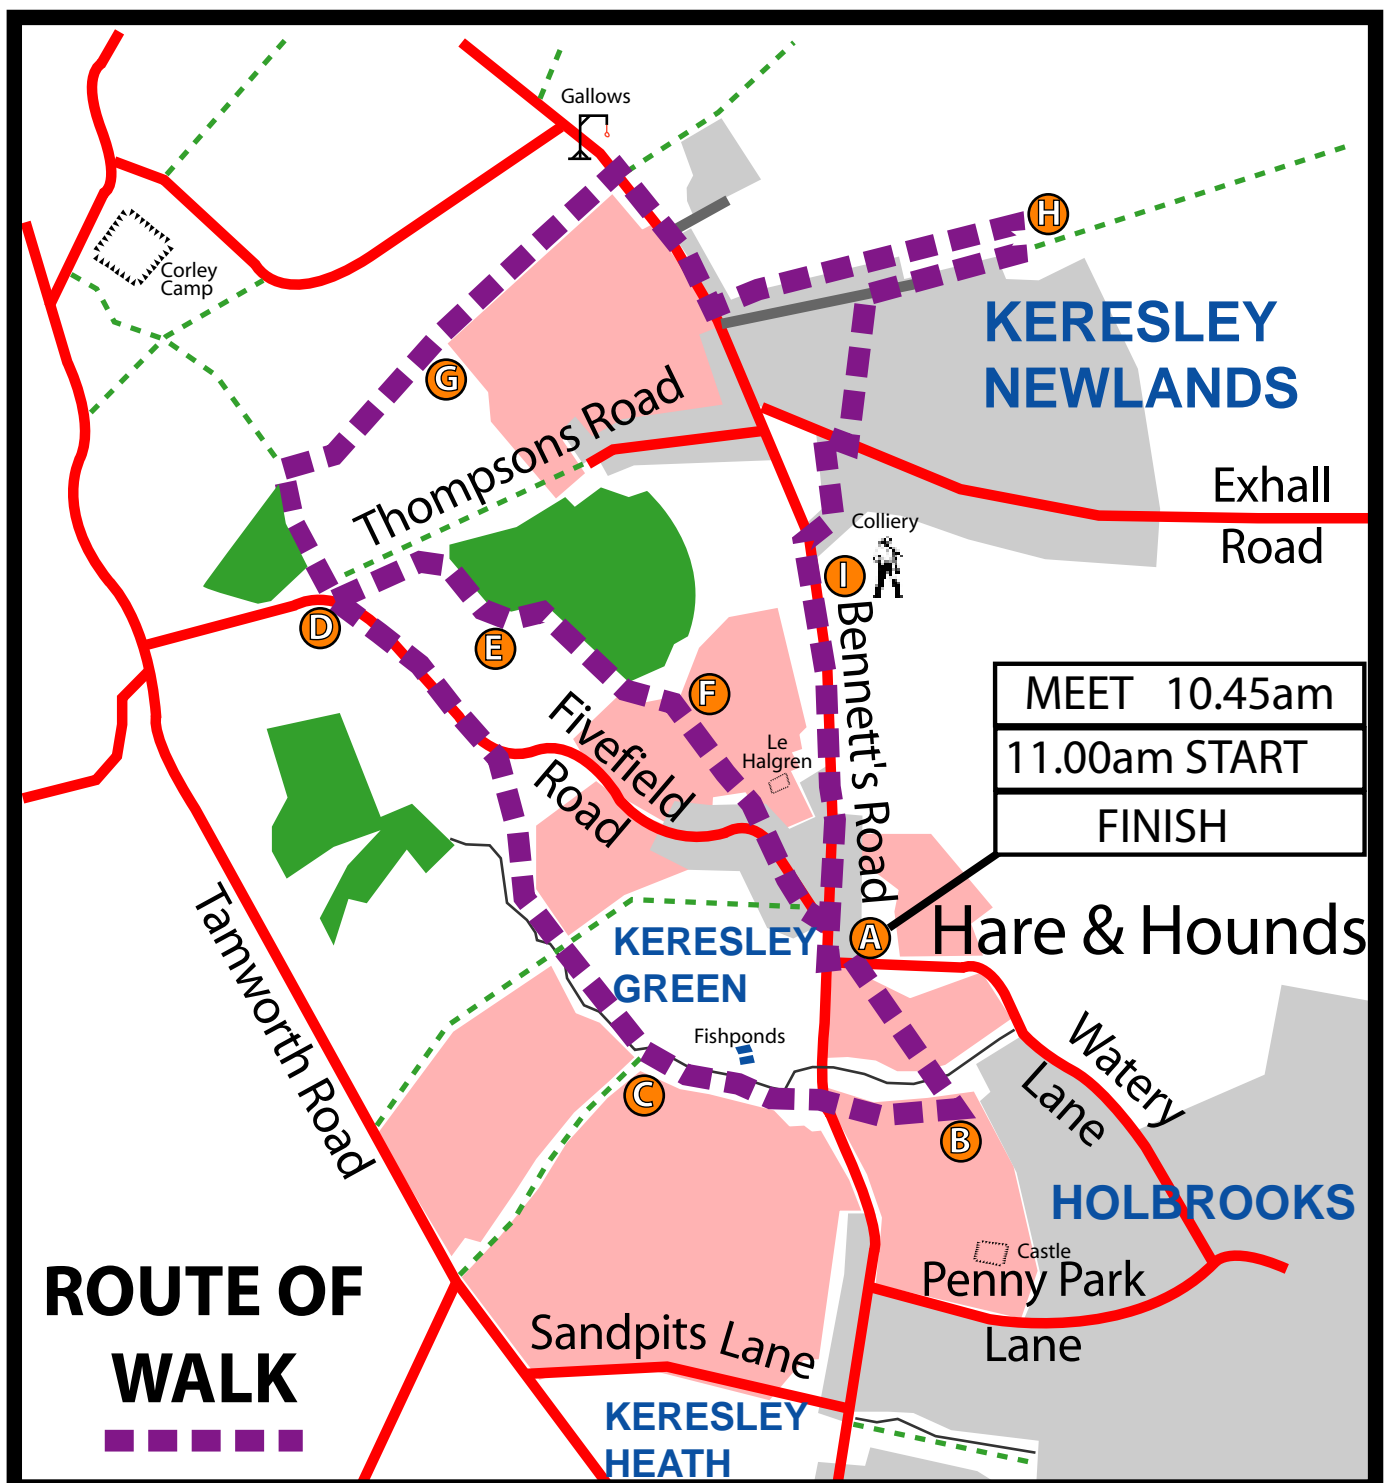 Gallows
H
Corley
Camp
KERESLEY
NEWLANDS
G
Thompsons Road
Exhall
Road
Colliery
I
D
E
Bennett's Road
MEET 10.45am
F
11.00am START
Le
Halgren
Fivefield
Road
FINISH
Tamworth Road
A
Hare & Hounds
KERESLEY
GREEN
Fishponds
Watery
Lane
C
B
HOLBROOKS
Castle
Penny Park
Lane
ROUTE OF
WALK
Sandpits Lane
KERESLEY
HEATH